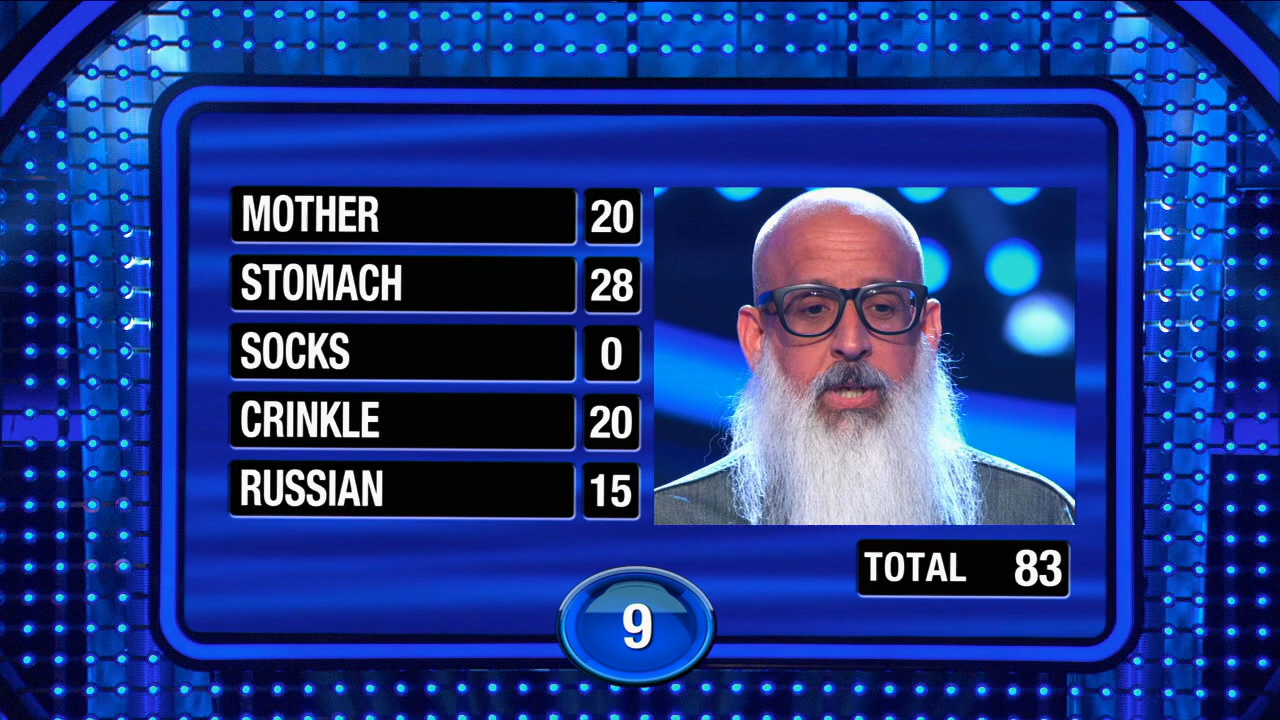 MOTHER 20
STOMACH 28
SOCKS 0
CRINKLE 20
RUSSIAN 15
TOTAL 83
9